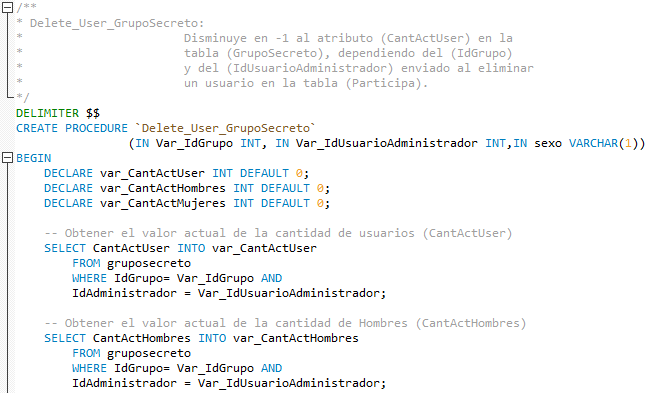 /**
* Delete_User_GrupoSecreto:
* Disminuye en -1 al atributo (CantActUser) en la
* tabla (GrupoSecreto), dependiendo del (IdGrupo)
* y del (IdUsuarioAdministrador) enviado al eliminar
* un usuario en la tabla (Participa).
*/
DELIMITER $$
CREATE PROCEDURE `Delete_User_GrupoSecreto`
(IN Var_IdGrupo INT, IN Var_IdUsuarioAdministrador INT,IN sexo VARCHAR(1))
BEGIN
DECLARE var_CantActUser INT DEFAULT 0;
DECLARE var_CantActHombres INT DEFAULT 0;
DECLARE var_CantActMujeres INT DEFAULT 0;
-- Obtener el valor actual de la cantidad de usuarios (CantActUser)
SELECT CantActUser INTO var_CantActUser
FROM gruposecreto
WHERE IdGrupo= Var_IdGrupo AND
IdAdministrador = Var_IdUsuarioAdministrador;
-- Obtener el valor actual de la cantidad de Hombres (CantActHombres)
SELECT CantActHombres INTO var_CantActHombres
FROM gruposecreto
WHERE IdGrupo= Var_IdGrupo AND
IdAdministrador = Var_IdUsuarioAdministrador;